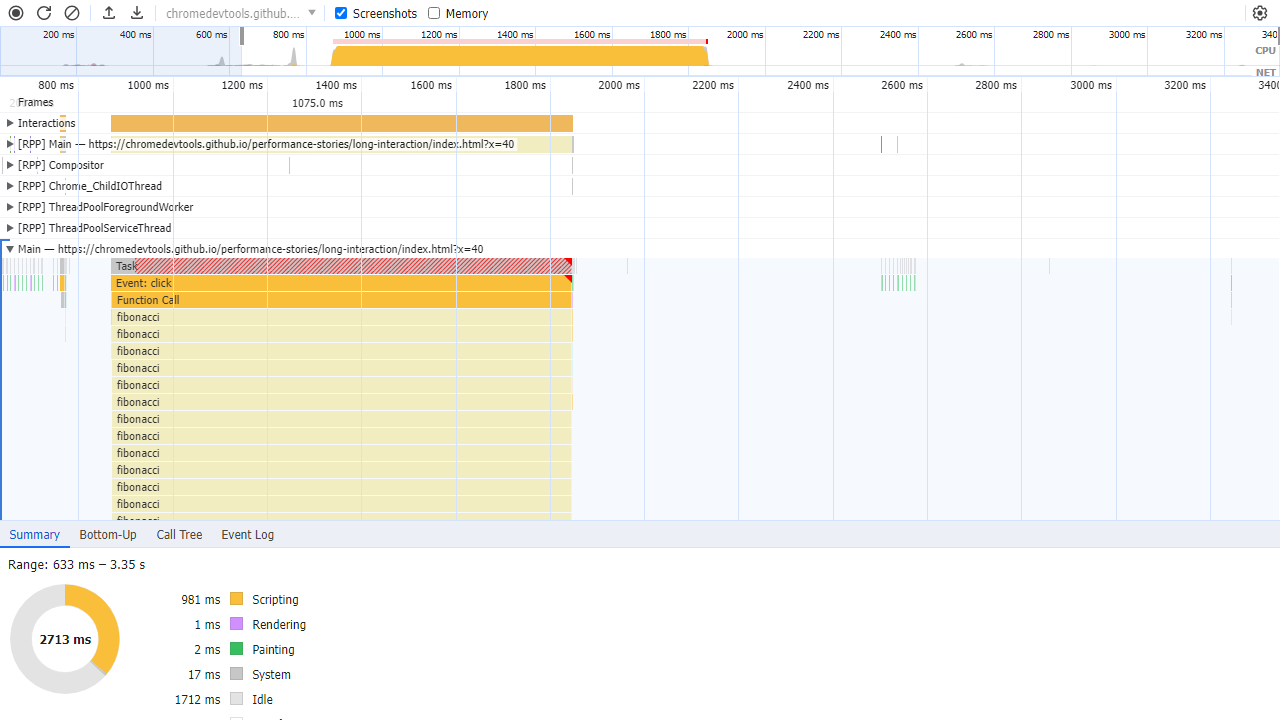 chromedevtools.github.... Screenshots Memory
200 ms 400 ms 600 ms 800 ms 1000 ms 1200 ms 1400 ms 1600 ms 1800 ms 2000 ms 2200 ms 2400 ms 2600 ms 2800 ms 3000 ms 3200 ms 340
CPU
NET
800 ms 1000 ms 1200 ms 1400 ms 1600 ms 1800 ms 2000 ms 2200 ms 2400 ms 2600 ms 2800 ms 3000 ms 3200 ms 3400
Frames 1075.0 ms
Interactions
[RPP] Main — https://chromedevtools.github.io/performance-stories/long-interaction/index.html?x=40
[RPP] Compositor
[RPP] Chrome_ChildIOThread
[RPP] ThreadPoolForegroundWorker
[RPP] ThreadPoolServiceThread
Main — https://chromedevtools.github.io/performance-stories/long-interaction/index.html?x=40
Task
Event: click
Function Call
fibonacci
fibonacci
fibonacci
fibonacci
fibonacci
fibonacci
fibonacci
fibonacci
fibonacci
fibonacci
fibonacci
fibonacci
Summary Bottom-Up Call Tree Event Log
Range: 633 ms – 3.35 s
2713 ms
981 ms Scripting
1 ms Rendering
2 ms Painting
17 ms System
1712 ms Idle